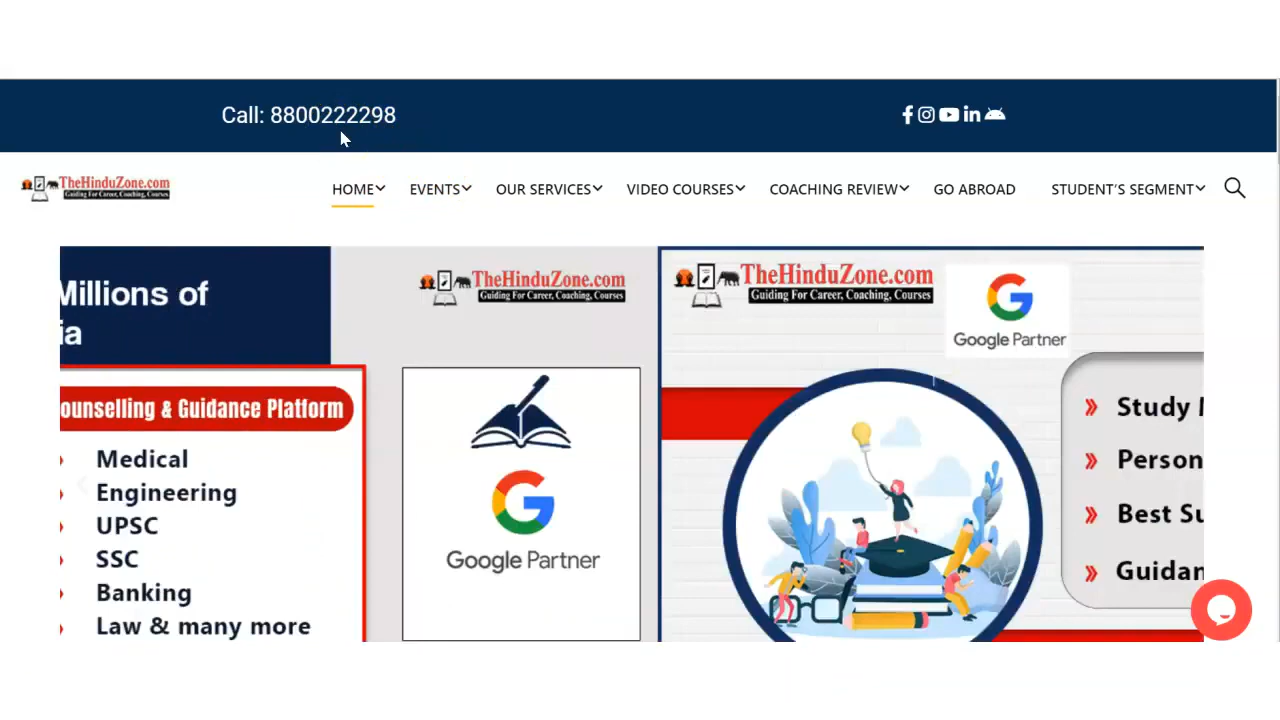 Call: 8800222298
TheHinduZone.com
Guiding For Career, Coaching, Courses
HOME
EVENTS
OUR SERVICES
VIDEO COURSES
COACHING REVIEW
GO ABROAD
STUDENT'S SEGMENT
Millions of
ia
ounselling & Guidance Platform
Medical
Engineering
UPSC
SSC
Banking
Law & many more
TheHinduZone.com
Guiding For Career, Coaching, Courses
Google Partner
TheHinduZone.com
Guiding For Career, Coaching, Courses
Google Partner
Study
Person
Best Su
Guidan